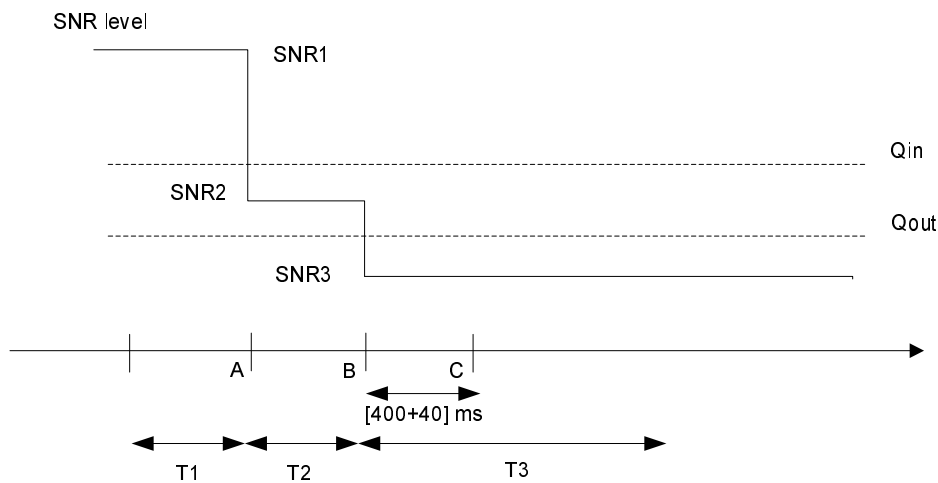 SNR level
SNR1
Qin
SNR2
Qout
SNR3
A
B
C
[400+40] ms
T1
T2
T3